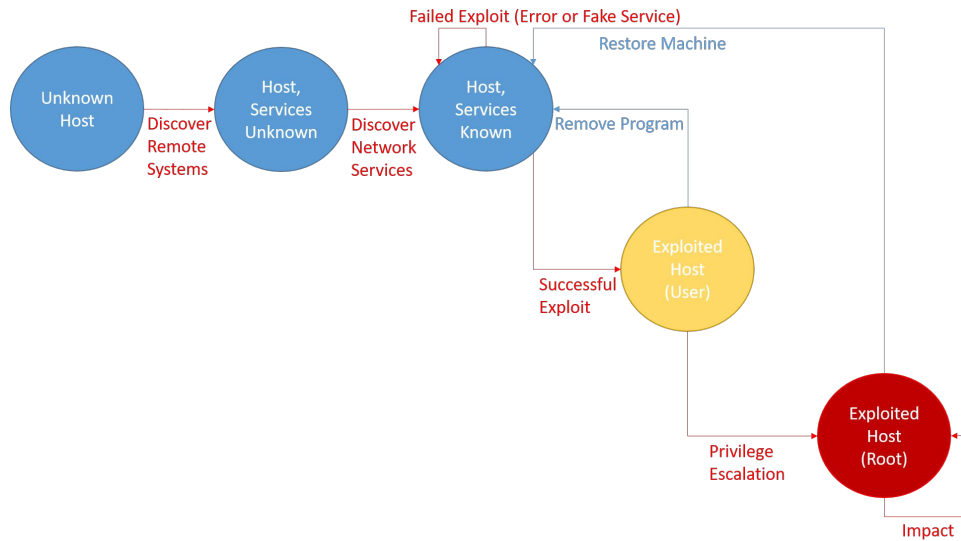 Failed Exploit (Error or Fake Service)
Restore Machine
Unknown
Host
Host,
Services
Unknown
Host,
Services
Known
Discover
Remote
Systems
Discover
Network
Services
Remove Program
Exploited
Host
(User)
Successful
Exploit
Exploited
Host
(Root)
Privilege
Escalation
Impact